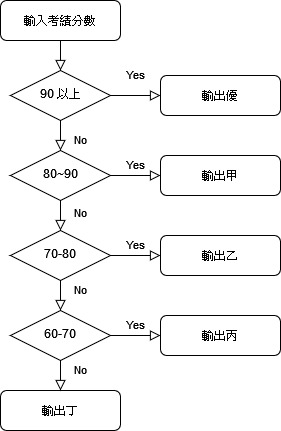 輸入考績分數
90 以上
Yes
輸出優
No
80~90
Yes
輸出甲
No
70-80
Yes
輸出乙
No
60-70
Yes
輸出丙
No
輸出丁